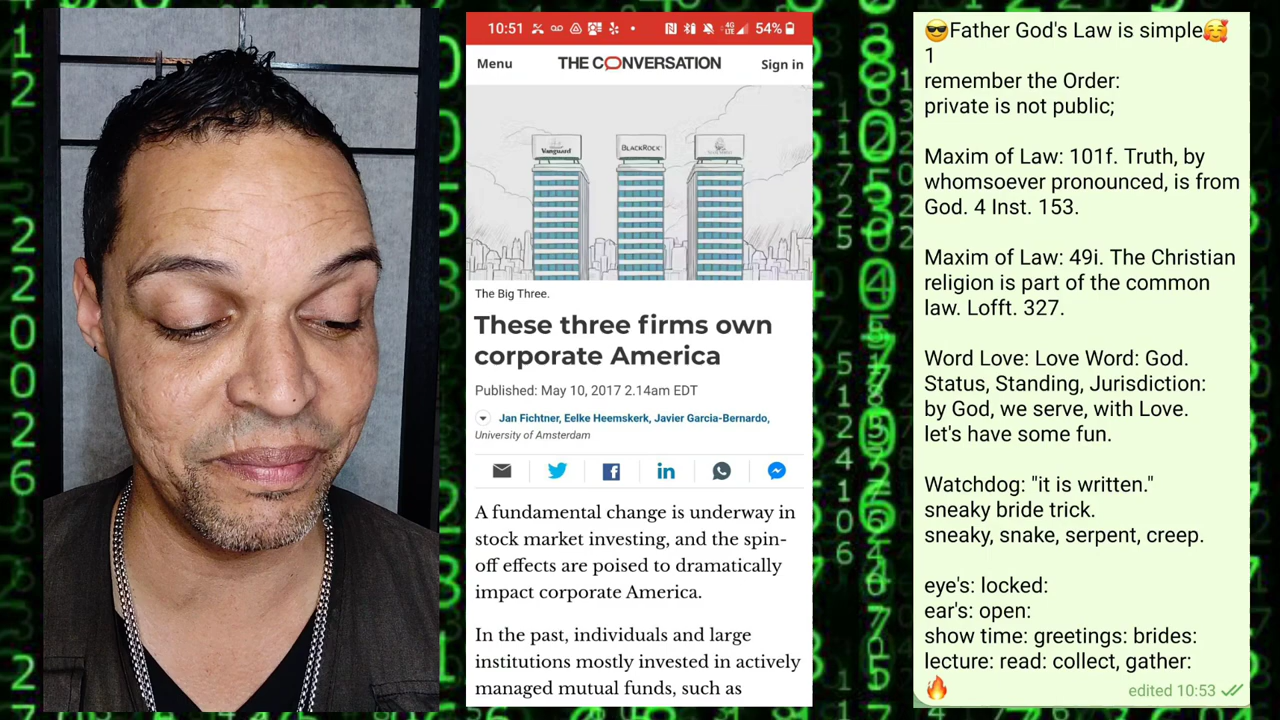 10:51
4G
LTE
54%
Menu
THE CONVERSATION
Sign in
Vanguard
BLACKROCK
The Big Three.
These three firms own
corporate America
Published: May 10, 2017 2.14am EDT
Jan Fichtner, Eelke Heemskerk, Javier Garcia-Bernardo,
University of Amsterdam
A fundamental change is underway in
stock market investing, and the spin-
off effects are poised to dramatically
impact corporate America.
In the past, individuals and large
institutions mostly invested in actively
managed mutual funds, such as
😎Father God's Law is simple🥰
1
remember the Order:
private is not public;
Maxim of Law: 101f. Truth, by
whomsoever pronounced, is from
God. 4 Inst. 153.
Maxim of Law: 49i. The Christian
religion is part of the common
law. Lofft. 327.
Word Love: Love Word: God.
Status, Standing, Jurisdiction:
by God, we serve, with Love.
let's have some fun.
Watchdog: "it is written."
sneaky bride trick.
sneaky, snake, serpent, creep.
eye's: locked:
ear's: open:
show time: greetings: brides:
lecture: read: collect, gather:
🔥
edited 10:53